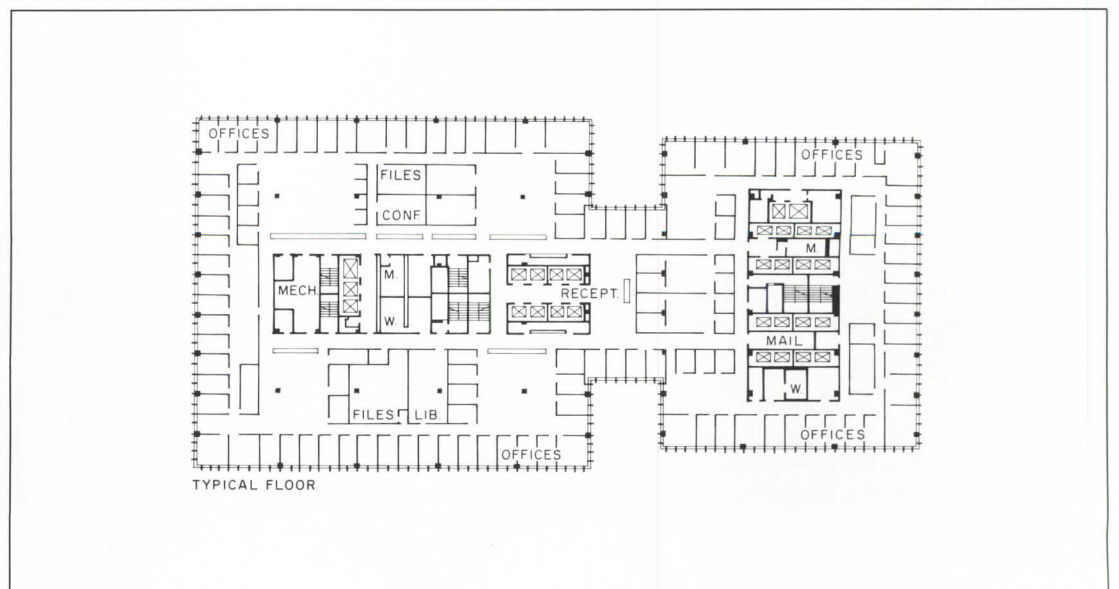 OFFICES
OFFICES
FILES
CONF.
M.
M.
MECH.
RECEPT.
W.
MAIL
W.
FILES
LIB.
OFFICES
OFFICES
TYPICAL FLOOR